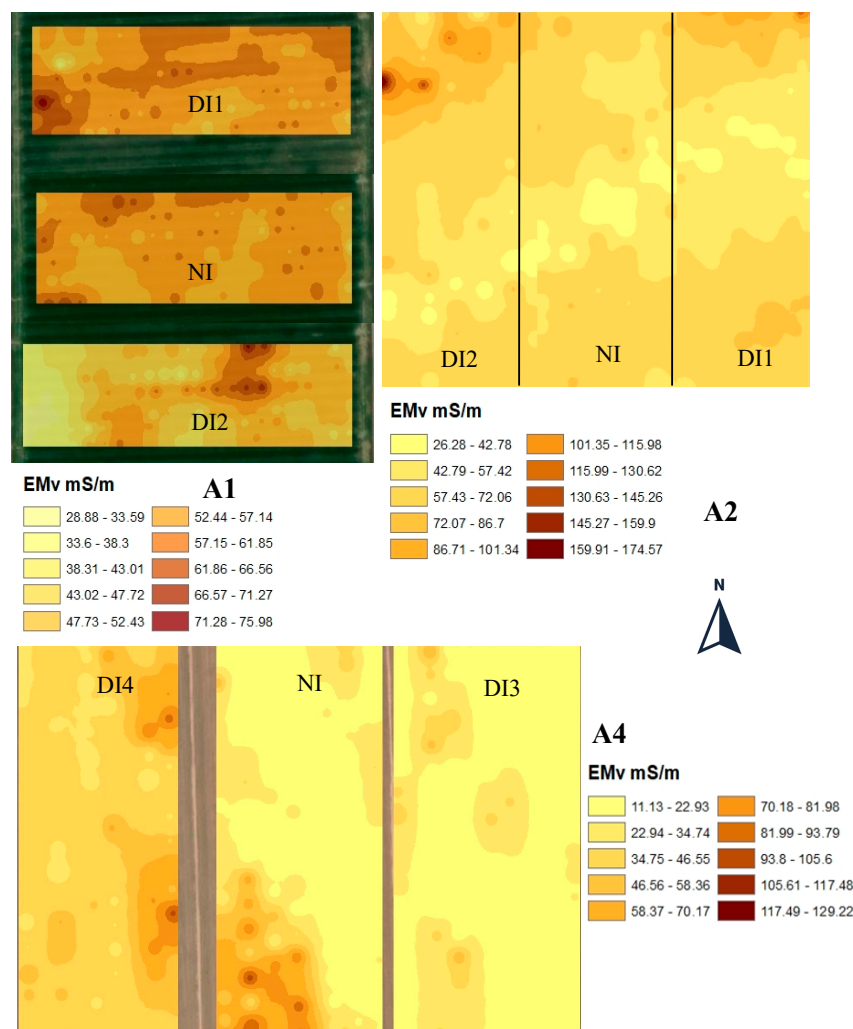 DI1
NI
DI2
DI2
NI
DI1
EMv mS/m
A1
28.88 - 33.59 52.44 - 57.14
33.6 - 38.3 57.15 - 61.85
38.31 - 43.01 61.86 - 66.56
43.02 - 47.72 66.57 - 71.27
47.73 - 52.43 71.28 - 75.98
EMv mS/m
26.28 - 42.78 101.35 - 115.98
42.79 - 57.42 115.99 - 130.62
57.43 - 72.06 130.63 - 145.26
72.07 - 86.7 145.27 - 159.9
86.71 - 101.34 159.91 - 174.57
A2
N
DI4
NI
DI3
A4
EMv mS/m
11.13 - 22.93 70.18 - 81.98
22.94 - 34.74 81.99 - 93.79
34.75 - 46.55 93.8 - 105.6
46.56 - 58.36 105.61 - 117.48
58.37 - 70.17 117.49 - 129.22